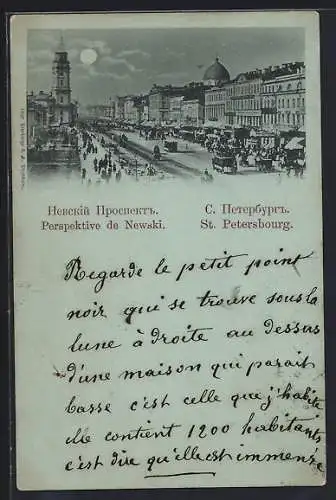 Невскій Проспектъ.
Perspektive de Newski.
С. Петербургъ.
St. Petersbourg.
Regarde le petit point
noir qui se trouve sous la
lune à droite au dessus
d'une maison qui parait
basse c'est celle que j'habite
elle contient 1200 habitants
c'est dire qu'elle est immense